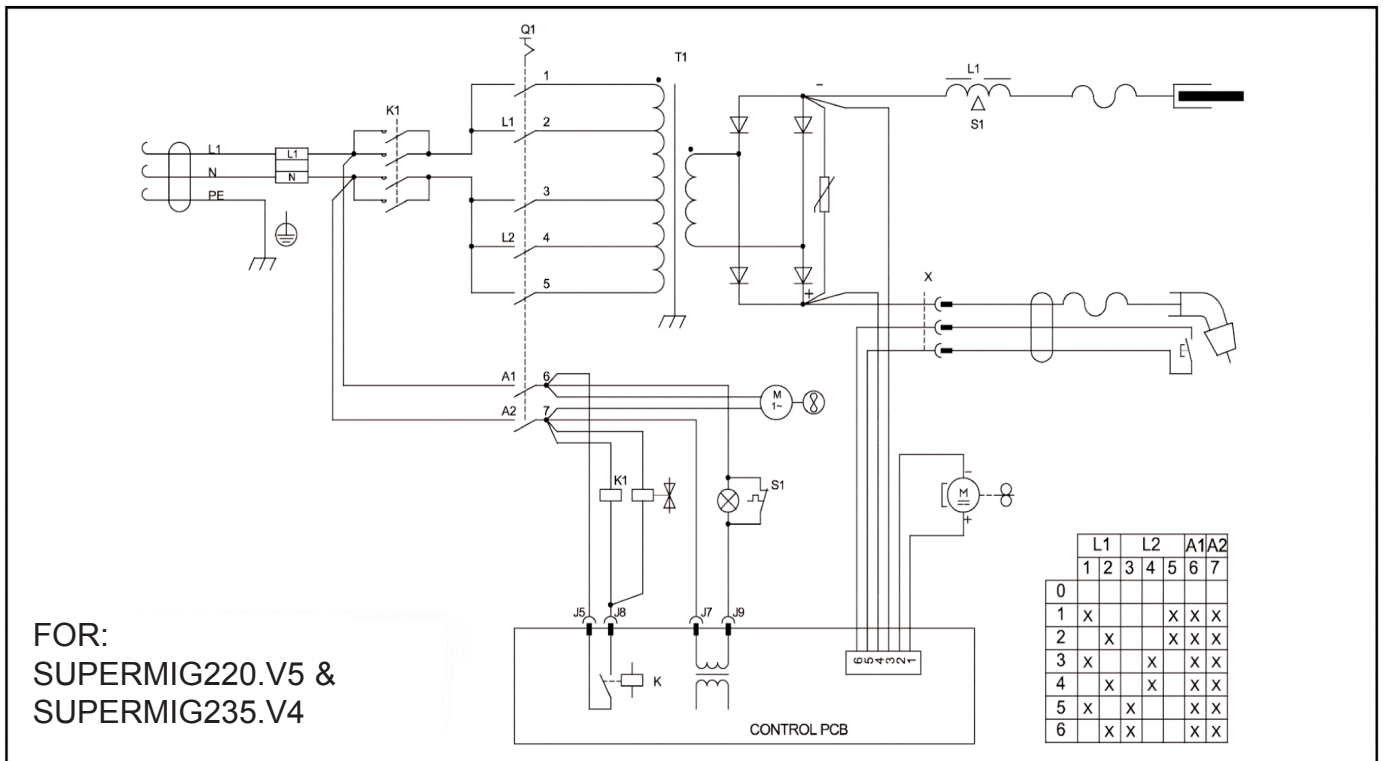 Q1
T1
1
L1
K1
L1
2
S1
L1
L1
N
N
PE
3
L2
4
5
-
+
X
A1
6
A2
7
M
1~
K1
S1
M
-
+
J5
J8
J7
J9
K
6
5
4
3
2
1
CONTROL PCB
FOR:
SUPERMIG220.V5 &
SUPERMIG235.V4
L1 L2 A1 A2
1 2 3 4 5 6 7
0
1 X X X X
2 X X X X
3 X X X X
4 X X X X
5 X X X X
6 X X X X